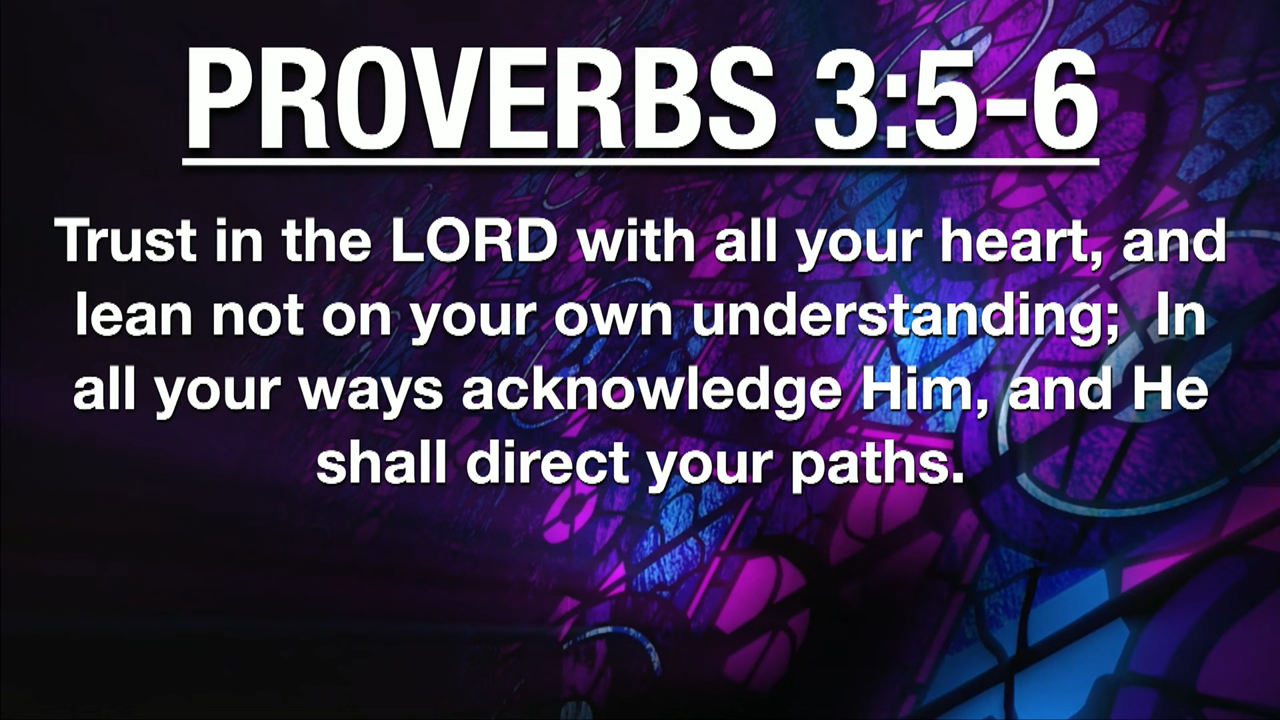 PROVERBS 3:5-6
Trust in the LORD with all your heart, and
lean not on your own understanding;  In
all your ways acknowledge Him, and He
shall direct your paths.